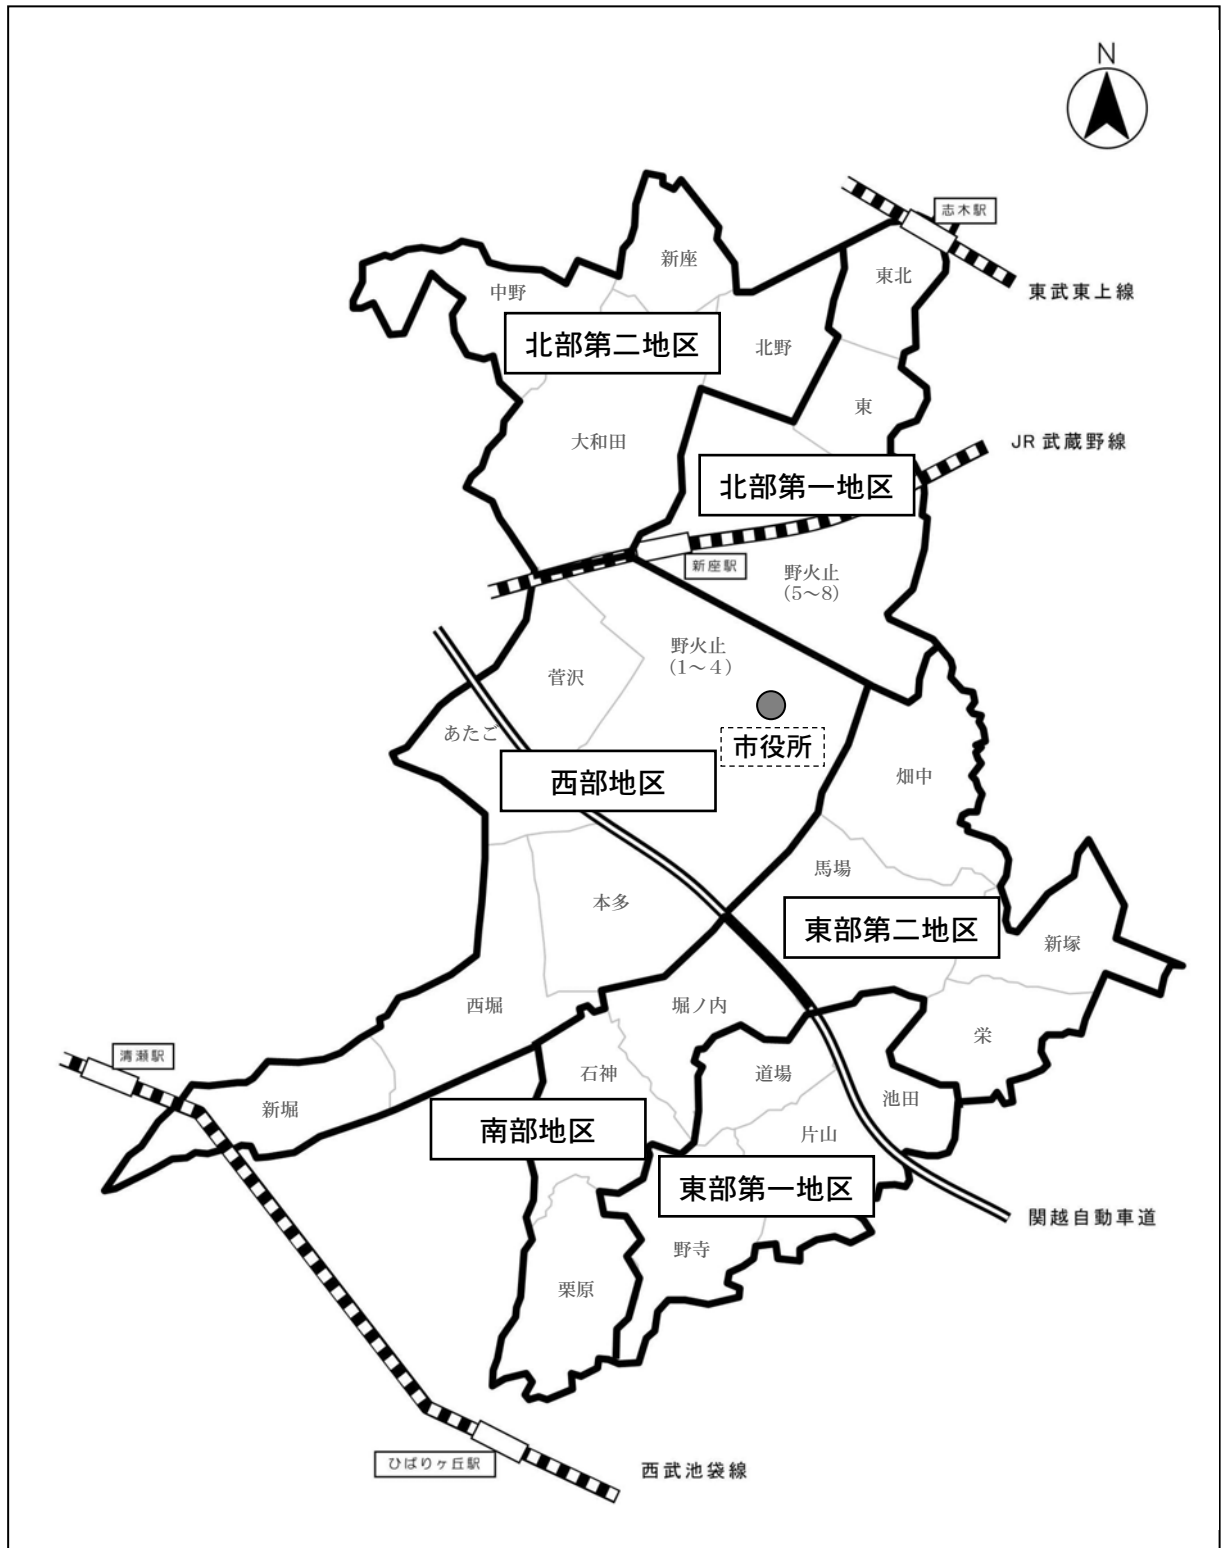 N
志木駅
新座
東北
東武東上線
中野
北部第二地区
北野
東
大和田
JR 武蔵野線
北部第一地区
新座駅
野火止
(5~8)
野火止
(1~4)
菅沢
あたご
市役所
西部地区
畑中
馬場
本多
東部第二地区
新塚
西堀
堀ノ内
栄
清瀬駅
石神
道場
池田
新堀
南部地区
片山
東部第一地区
関越自動車道
野寺
栗原
ひばりヶ丘駅
西武池袋線